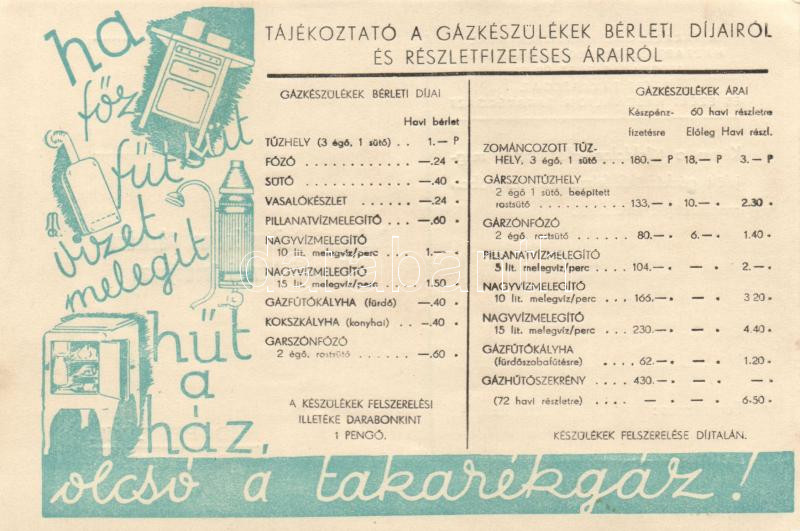 ha
főz
fűt süt
vizet
melegít
hűt
a
ház,
olcsó a takarékgáz!
TÁJÉKOZTATÓ A GÁZKÉSZÜLÉKEK BÉRLETI DÍJAIRÓL
ÉS RÉSZLETFIZETÉSES ÁRAIRÓL
GÁZKÉSZÜLÉKEK BÉRLETI DÍJAI
Havi bérlet
TŰZHELY (3 égő, 1 sütő) . . 1.— P
FŐZŐ . . . . . . . . . —.24 •
SÜTŐ . . . . . . . . . —.40 •
VASALÓKÉSZLET . . . . . —.24 •
PILLANATVÍZMELEGÍTŐ . . . —.60 •
NAGYVÍZMELEGÍTŐ
10 lit. melegvíz/perc 1.— •
NAGYVÍZMELEGÍTŐ
15 lit. melegvíz/perc . . 1.50 •
GÁZFŰTŐKÁLYHA (fürdő) . . —.40 •
KOKSZKÁLYHA (konyhai) . . —.40 •
GARSZÓNFŐZŐ
2 égő, rostsütő . . . . . —.60 •
A KÉSZÜLÉKEK FELSZERELÉSI
ILLETÉKE DARABONKINT
1 PENGŐ.
GÁZKÉSZÜLÉKEK ÁRAI
Készpénz- 60 havi részletre
fizetésre Előleg Havi részl.
ZOMÁNCOZOTT TŰZ-
HELY, 3 égő, 1 sütő . . . 180.— P 18.— P 3.— P
GÁRSZONTŰZHELY
2 égő 1 sütő, beépített
rostsütő . . . . . . . 133,— • 10.— • 2.30 •
GÁRZÓNFŐZŐ
2 égő. rostsütő . . . . . 80.— • 6.— • 1.40 •
PILLANATVÍZMELEGÍTŐ
5 lit. melegvíz/perc . . . 104.— • — • 2.— •
NAGYVÍZMELEGÍTŐ
10 lit. melegvíz/perc . . 166.— • — • 3 20 •
NAGYVÍZMELEGÍTŐ
15 lit. melegvíz/perc . . 230.— • — • 4.40 •
GÁZFŰTŐKÁLYHA
(fürdőszobafűtésre) . . . 62.— • — • 1.20 •
GÁZHŰTŐSZEKRÉNY . . . . 430.— • — • — •
(72 havi részletre) . . . — • — • 6·50 •
KÉSZÜLÉKEK FELSZERELÉSE DÍJTALAN.
darabanth.com